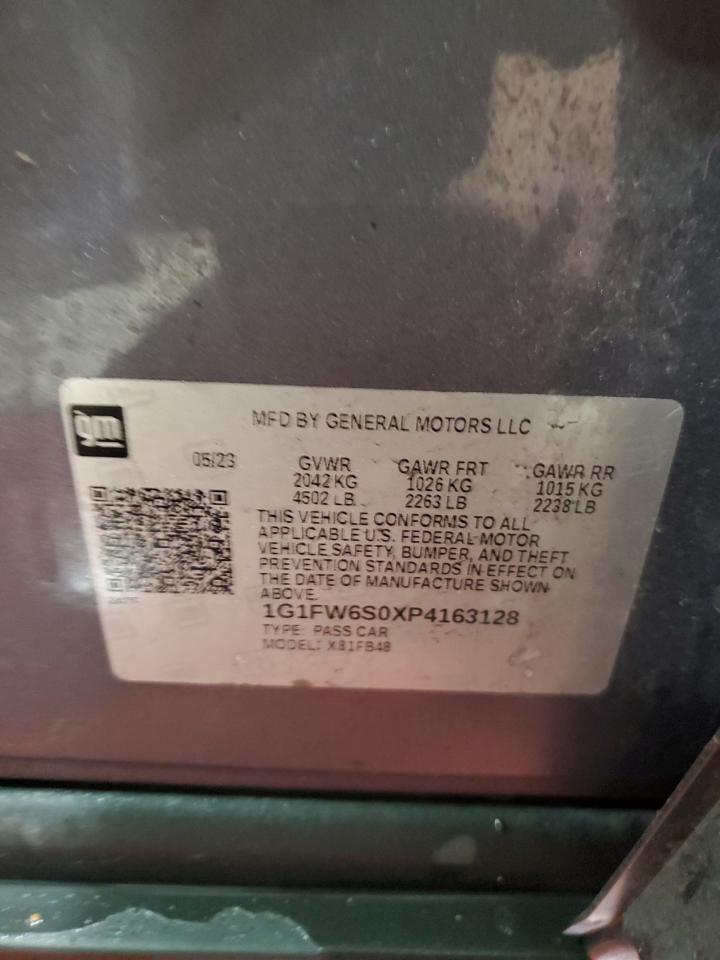 gm
MFD BY GENERAL MOTORS LLC
05/23
GVWR GAWR FRT GAWR RR
2042 KG 1026 KG 1015 KG
4502 LB 2263 LB 2238 LB
THIS VEHICLE CONFORMS TO ALL
APPLICABLE U.S. FEDERAL MOTOR
VEHICLE SAFETY, BUMPER, AND THEFT
PREVENTION STANDARDS IN EFFECT ON
THE DATE OF MANUFACTURE SHOWN
ABOVE.
1G1FW6S0XP4163128
TYPE: PASS CAR
MODEL: X81FB48